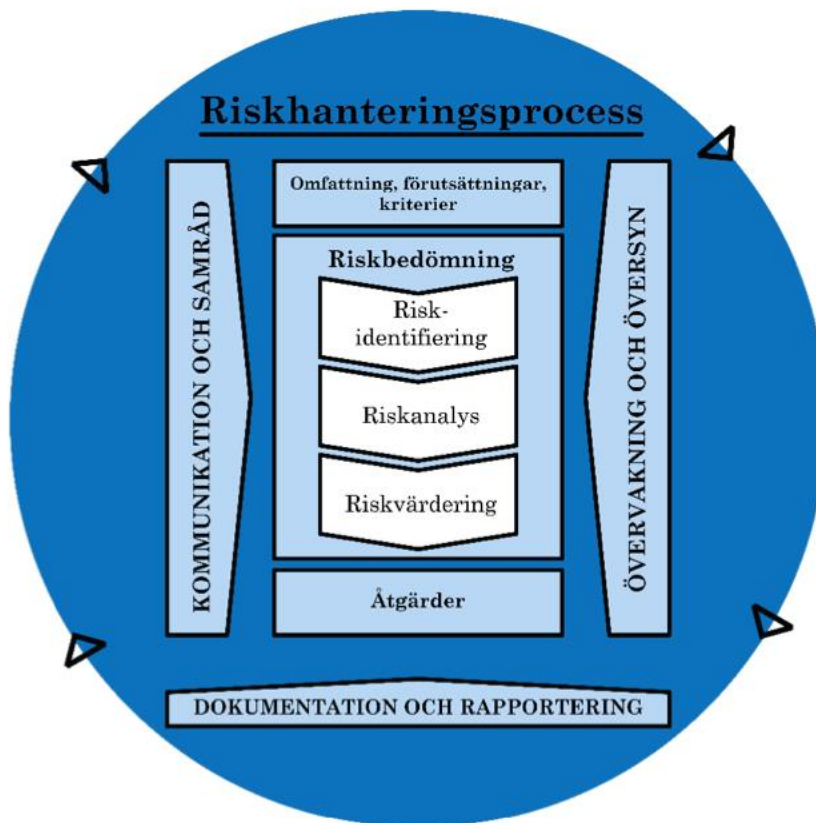 Riskhanteringsprocess
KOMMUNIKATION OCH SAMRÅD
Omfattning, förutsättningar,
kriterier
Riskbedömning
Risk-
identifiering
Riskanalys
Riskvärdering
Åtgärder
ÖVERVAKNING OCH ÖVERSYN
DOKUMENTATION OCH RAPPORTERING